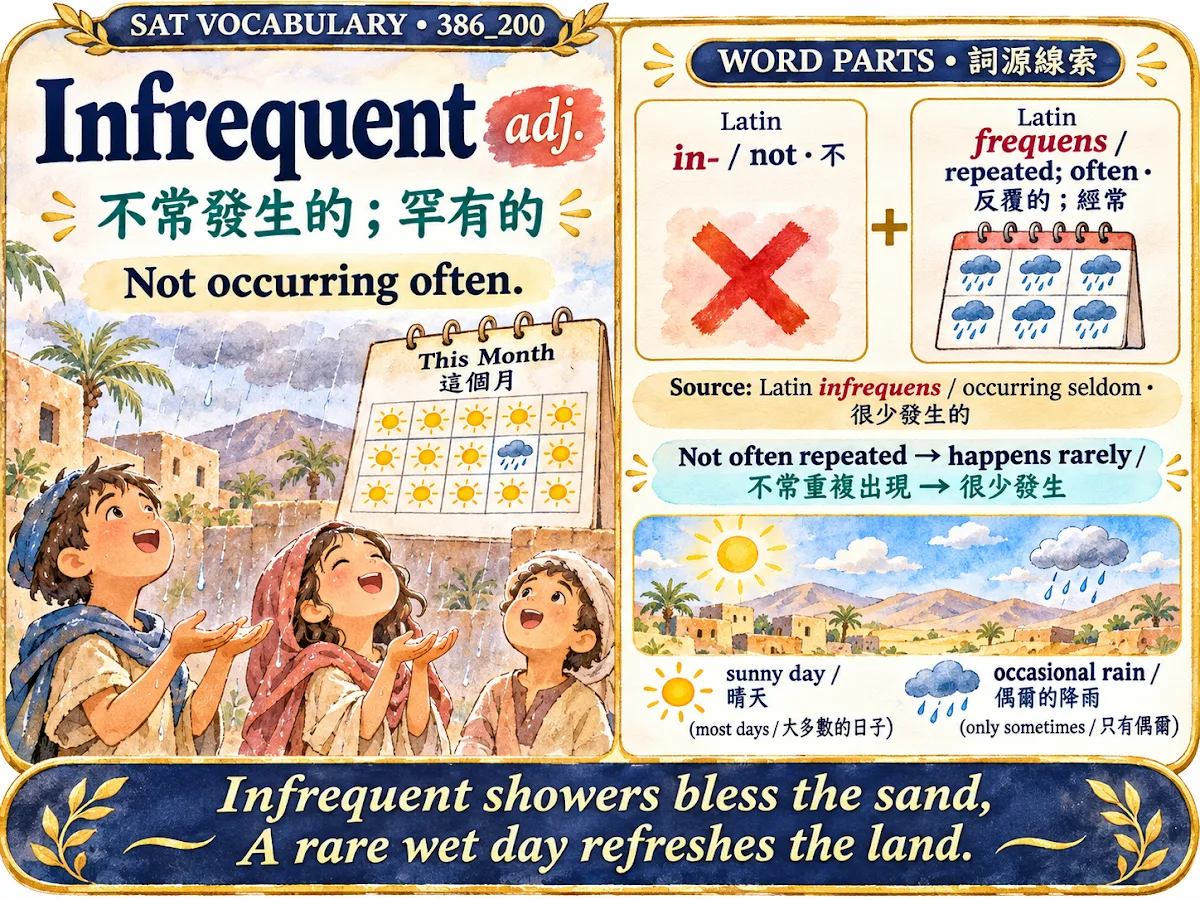 SAT VOCABULARY • 386_200
Infrequent adj.
不常發生的；罕有的
Not occurring often.
This Month
這個月
WORD PARTS • 詞源線索
Latin
in- / not · 不
+
Latin
frequens /
repeated; often ·
反覆的；經常
Source: Latin infrequens / occurring seldom ·
很少發生的
Not often repeated → happens rarely /
不常重複出現 → 很少發生
sunny day /
晴天
(most days / 大多數的日子)
occasional rain /
偶爾的降雨
(only sometimes / 只有偶爾)
Infrequent showers bless the sand,
A rare wet day refreshes the land.